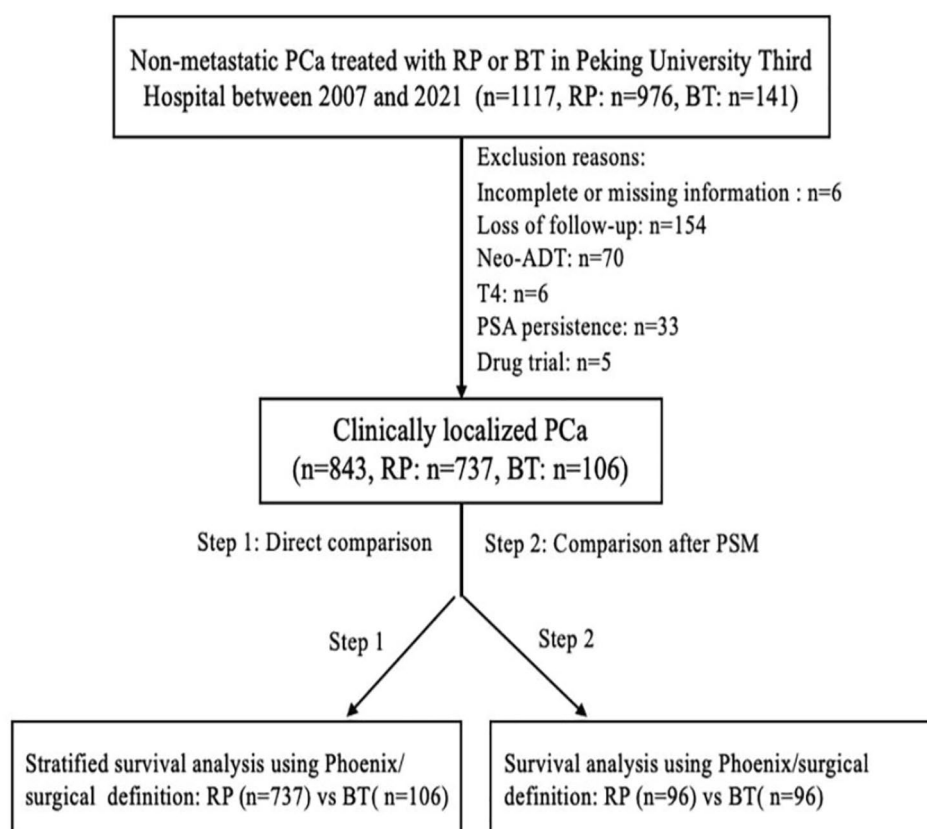 Non-metastatic PCa treated with RP or BT in Peking University Third
Hospital between 2007 and 2021 (n=1117, RP: n=976, BT: n=141)
Exclusion reasons:
Incomplete or missing information : n=6
Loss of follow-up: n=154
Neo-ADT: n=70
T4: n=6
PSA persistence: n=33
Drug trial: n=5
Clinically localized PCa
(n=843, RP: n=737, BT: n=106)
Step 1: Direct comparison
Step 2: Comparison after PSM
Step 1
Step 2
Stratified survival analysis using Phoenix/
surgical definition: RP (n=737) vs BT( n=106)
Survival analysis using Phoenix/surgical
definition: RP (n=96) vs BT( n=96)